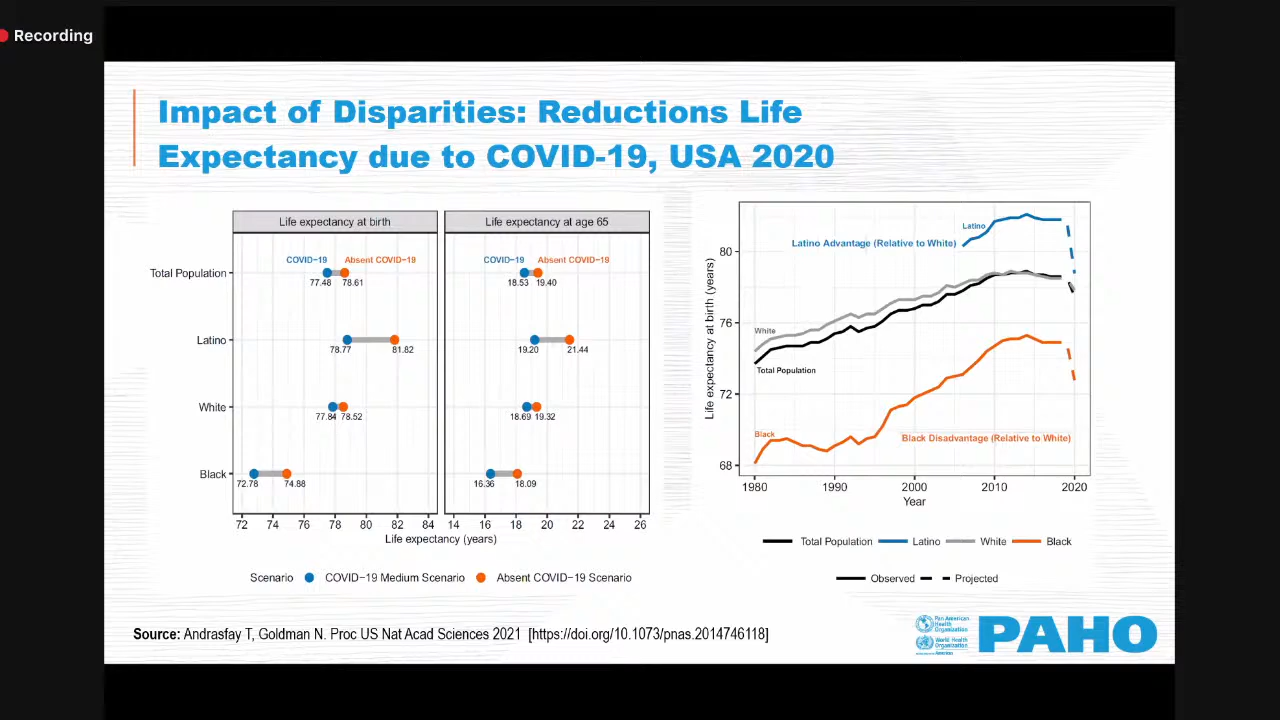 Recording
Impact of Disparities: Reductions Life
Expectancy due to COVID-19, USA 2020
Life expectancy at birth
Life expectancy at age 65
COVID−19
Absent COVID−19
COVID−19
Absent COVID−19
Total Population
77.48
78.61
18.53
19.40
Latino
78.77
81.82
19.20
21.44
White
77.84
78.52
18.69
19.32
Black
72.78
74.88
16.36
18.09
72 74 76 78 80 82 84
14 16 18 20 22 24 26
Life expectancy (years)
Scenario
COVID−19 Medium Scenario
Absent COVID−19 Scenario
Life expectancy at birth (years)
80
76
72
68
Latino
Latino Advantage (Relative to White)
White
Total Population
Black
Black Disadvantage (Relative to White)
1980 1990 2000 2010 2020
Year
Total Population
Latino
White
Black
Observed
Projected
Source: Andrasfay T, Goldman N. Proc US Nat Acad Sciences 2021 [https://doi.org/10.1073/pnas.2014746118]
Pan American
Health
Organization
World Health
Organization
PAHO